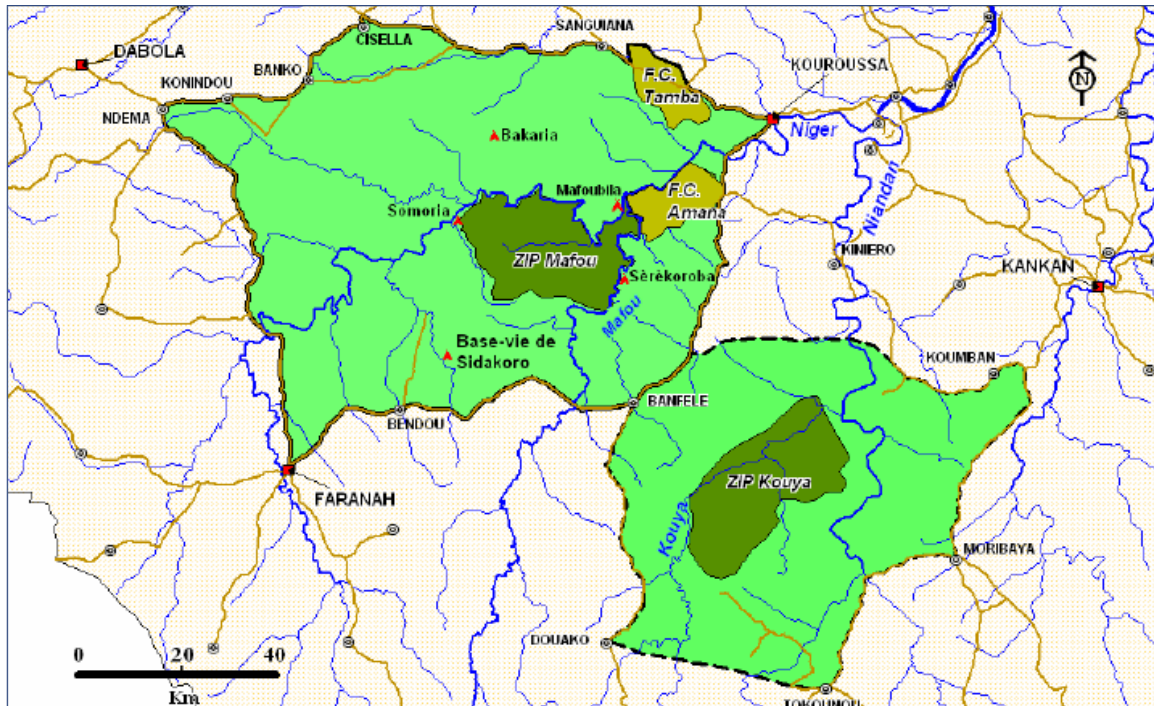 SANGUIANA
CISELLA
DABOLA
F.C.
Tamba
KOUROUSSA
N
BANKO
KONINDOU
NDEMA
Niger
Bakaria
Niandan
Mafoubila
F.C.
Amana
Somoria
ZIP Mafou
KINIERO
KANKAN
Sèrèkoroba
Mafou
Base-vie de
Sidakoro
KOUMBAN
BANFELE
BENDOU
ZIP Kouya
FARANAH
Kouya
MORIBAYA
DOUAKO
0 20 40
Km